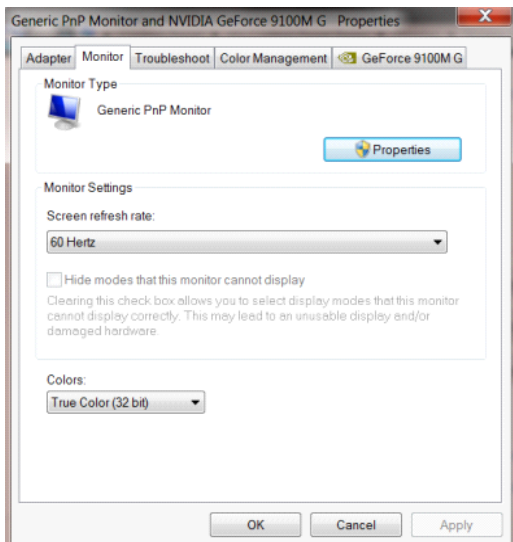 Generic PnP Monitor and NVIDIA GeForce 9100M G Properties
X
Adapter Monitor Troubleshoot Color Management GeForce 9100M G
Monitor Type
Generic PnP Monitor
Properties
Monitor Settings
Screen refresh rate:
60 Hertz
Hide modes that this monitor cannot display
Clearing this check box allows you to select display modes that this monitor
cannot display correctly. This may lead to an unusable display and/or
damaged hardware.
Colors:
True Color (32 bit)
OK Cancel Apply